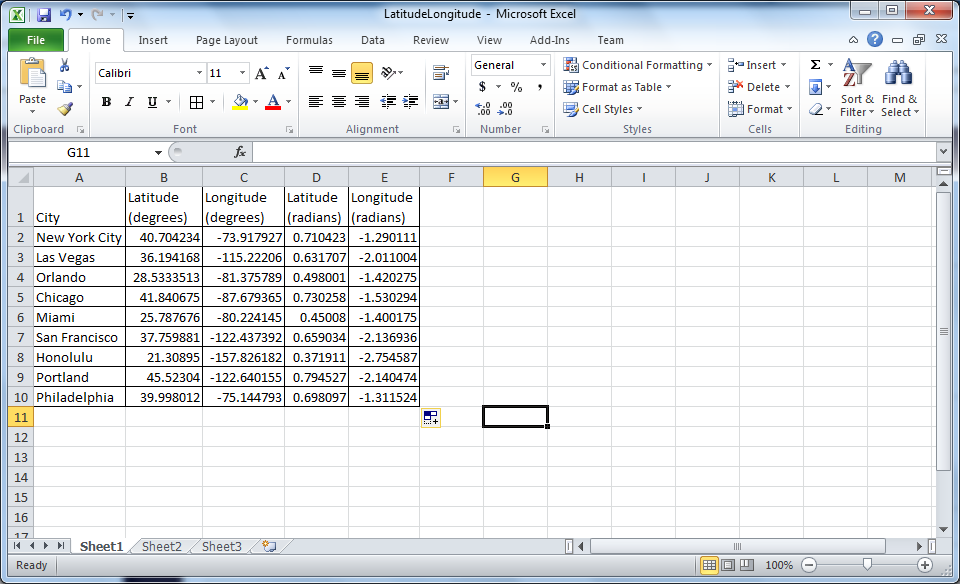 LatitudeLongitude - Microsoft Excel
File Home Insert Page Layout Formulas Data Review View Add-Ins Team
Paste
Clipboard
Calibri 11 A A
B I U A
Font
Alignment
General
$ % ,
.0 .00 .00 .0
Number
Conditional Formatting
Format as Table
Cell Styles
Styles
Insert
Delete
Format
Cells
Σ
Sort & Filter
Find & Select
Editing
G11 fx
A B C D E F G H I J K L M
1 City Latitude (degrees) Longitude (degrees) Latitude (radians) Longitude (radians)
2 New York City 40.704234 -73.917927 0.710423 -1.290111
3 Las Vegas 36.194168 -115.22206 0.631707 -2.011004
4 Orlando 28.5333513 -81.375789 0.498001 -1.420275
5 Chicago 41.840675 -87.679365 0.730258 -1.530294
6 Miami 25.787676 -80.224145 0.45008 -1.400175
7 San Francisco 37.759881 -122.437392 0.659034 -2.136936
8 Honolulu 21.30895 -157.826182 0.371911 -2.754587
9 Portland 45.52304 -122.640155 0.794527 -2.140474
10 Philadelphia 39.998012 -75.144793 0.698097 -1.311524
11
12
13
14
15
16
17
Sheet1 Sheet2 Sheet3
Ready 100%